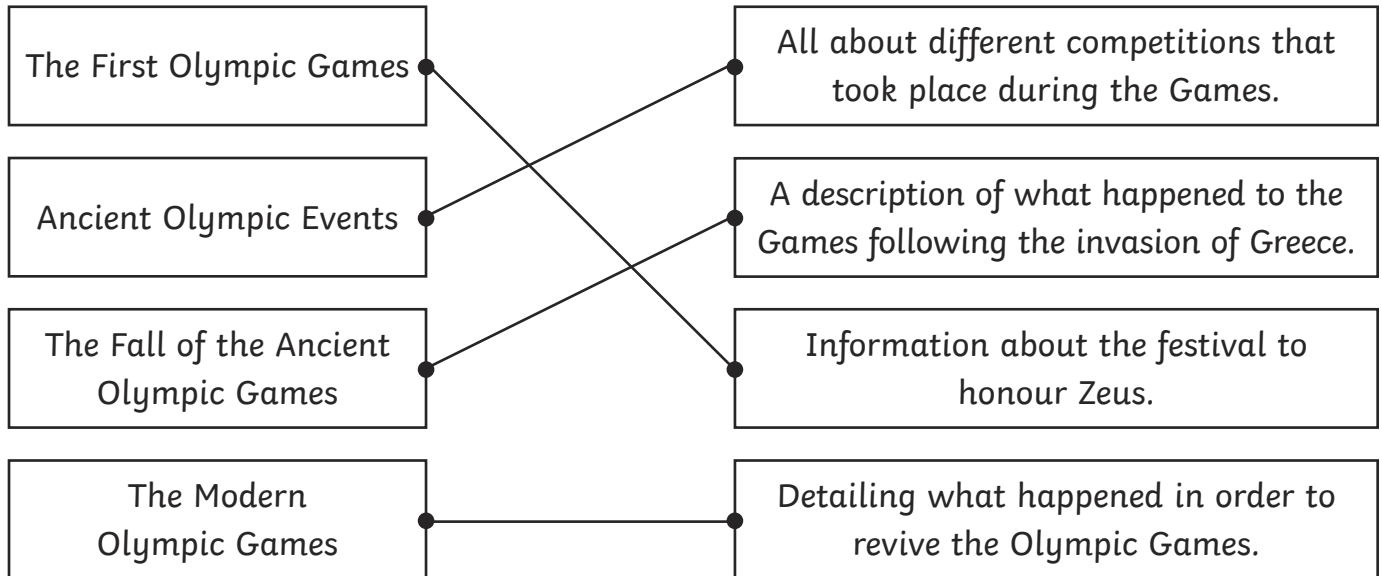 The First Olympic Games
All about different competitions that
took place during the Games.
Ancient Olympic Events
A description of what happened to the
Games following the invasion of Greece.
The Fall of the Ancient
Olympic Games
Information about the festival to
honour Zeus.
The Modern
Olympic Games
Detailing what happened in order to
revive the Olympic Games.